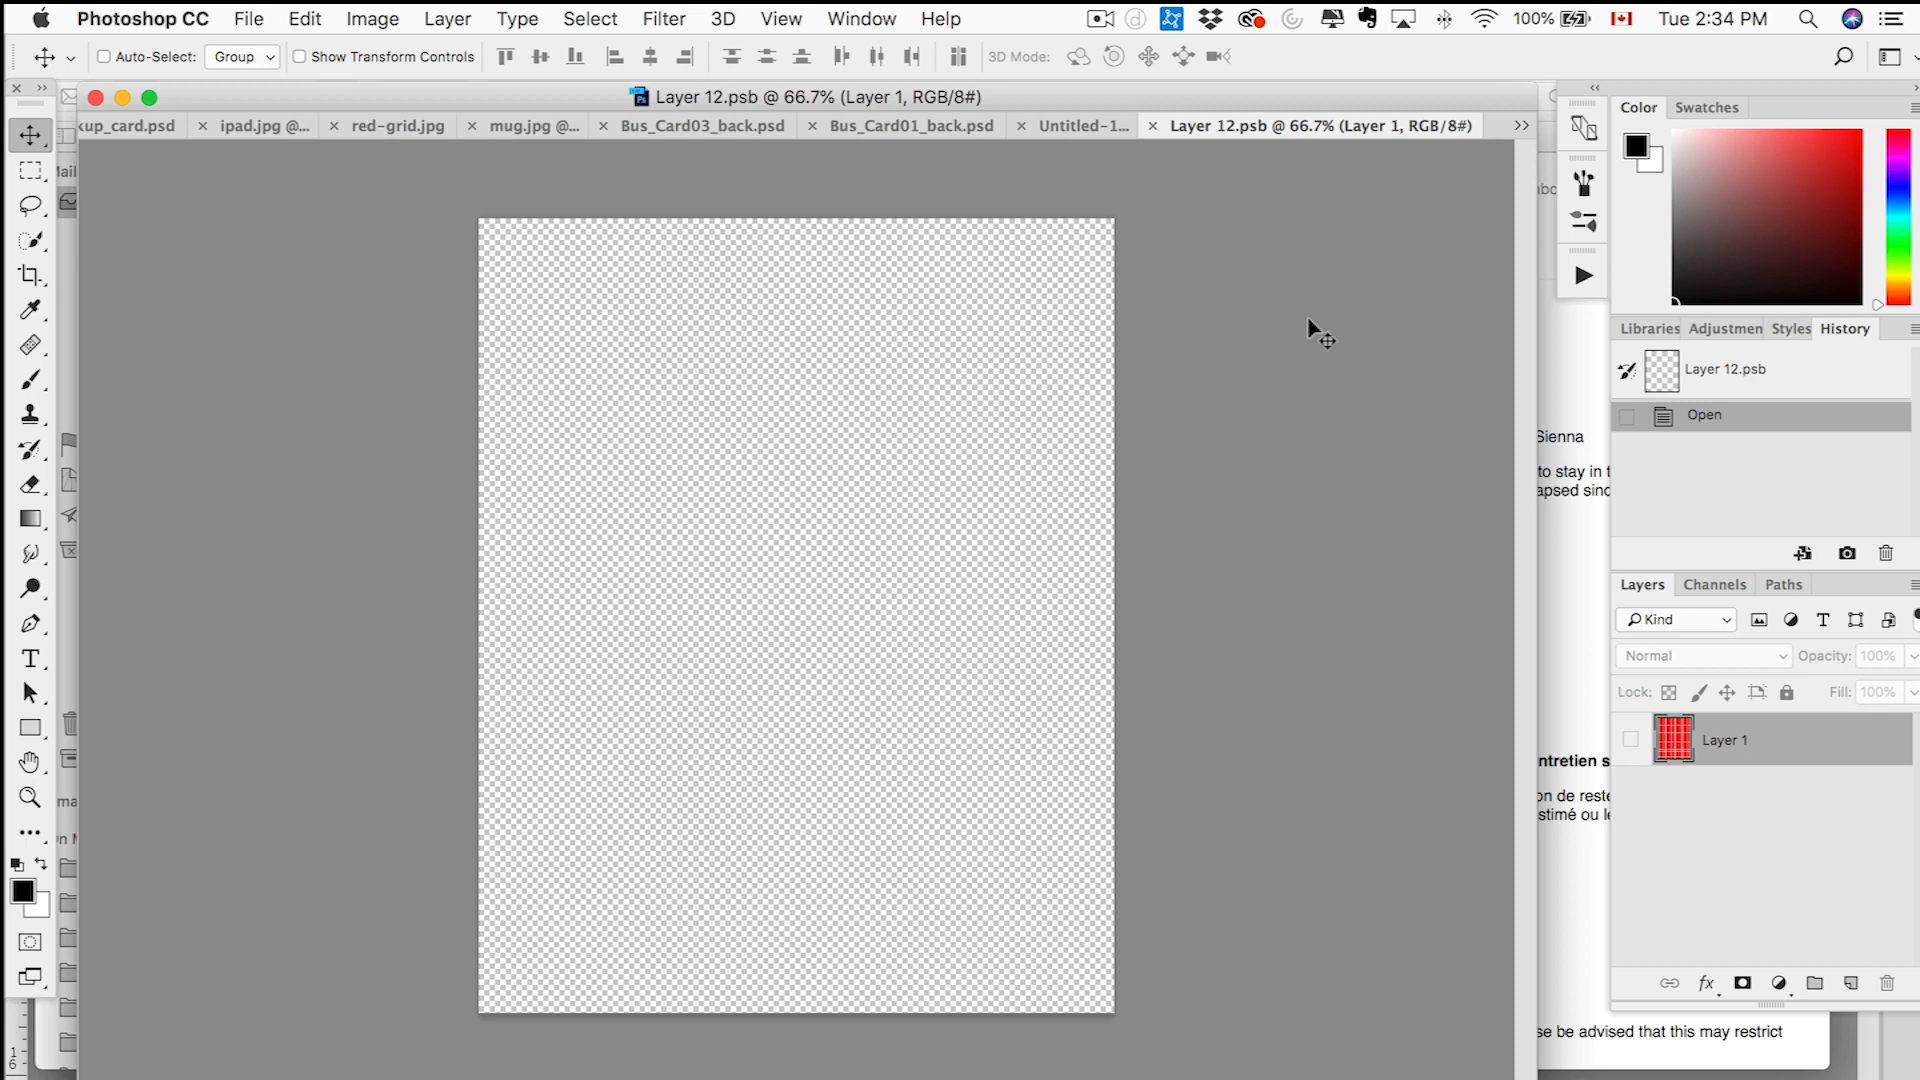 Photoshop CC File Edit Image Layer Type Select Filter 3D View Window Help 100% Tue 2:34 PM
Auto-Select: Group Show Transform Controls 3D Mode:
Layer 12.psb @ 66.7% (Layer 1, RGB/8#)
kup_card.psd ipad.jpg @... red-grid.jpg mug.jpg @... Bus_Card03_back.psd Bus_Card01_back.psd Untitled-1... Layer 12.psb @ 66.7% (Layer 1, RGB/8#)
Color Swatches
Libraries Adjustmen Styles History
Layer 12.psb
Open
Layers Channels Paths
Kind
Normal Opacity: 100%
Lock: Fill: 100%
Layer 1
Sienna
to stay in t
apsed sinc
ntretien s
on de reste
stimé ou le
se be advised that this may restrict
16